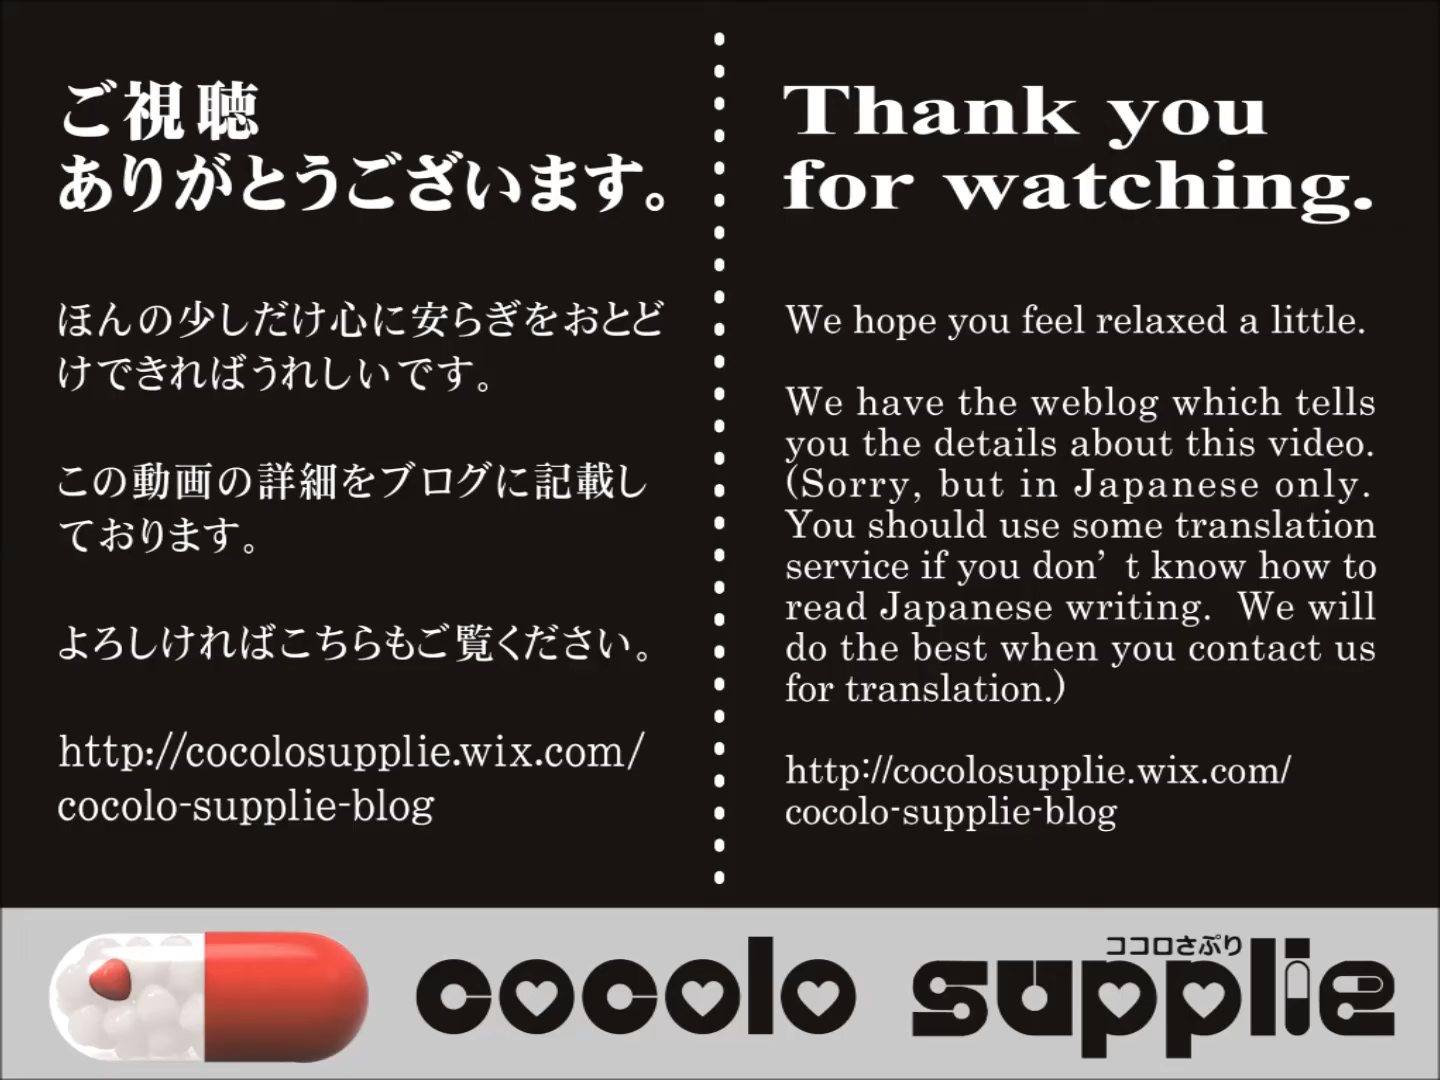 ご視聴
ありがとうございます。
ほんの少しだけ心に安らぎをおとど
けできればうれしいです。
この動画の詳細をブログに記載し
ております。
よろしければこちらもご覧ください。
http://cocolosupplie.wix.com/
cocolo-supplie-blog
Thank you
for watching.
We hope you feel relaxed a little.
We have the weblog which tells
you the details about this video.
(Sorry, but in Japanese only.
You should use some translation
service if you don’t know how to
read Japanese writing. We will
do the best when you contact us
for translation.)
http://cocolosupplie.wix.com/
cocolo-supplie-blog
ココロさぷり
cocolo supplie